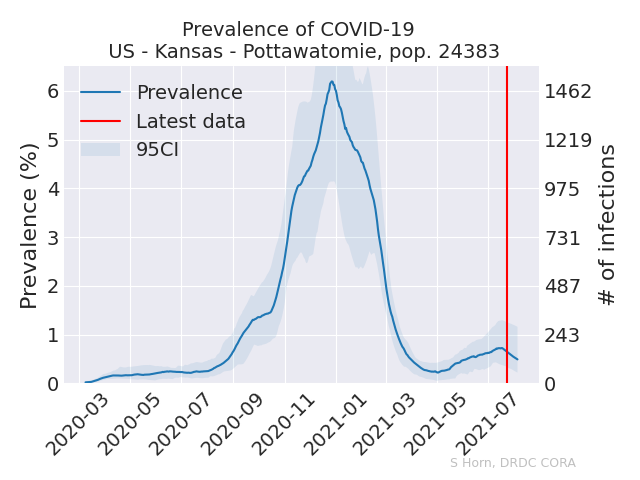 Prevalence of COVID-19
US - Kansas - Pottawatomie, pop. 24383
Prevalence
Latest data
95CI
Prevalence (%)
6
5
4
3
2
1
0
1462
1219
975
731
487
243
0
# of infections
2020-03
2020-05
2020-07
2020-09
2020-11
2021-01
2021-03
2021-05
2021-07
S Horn, DRDC CORA